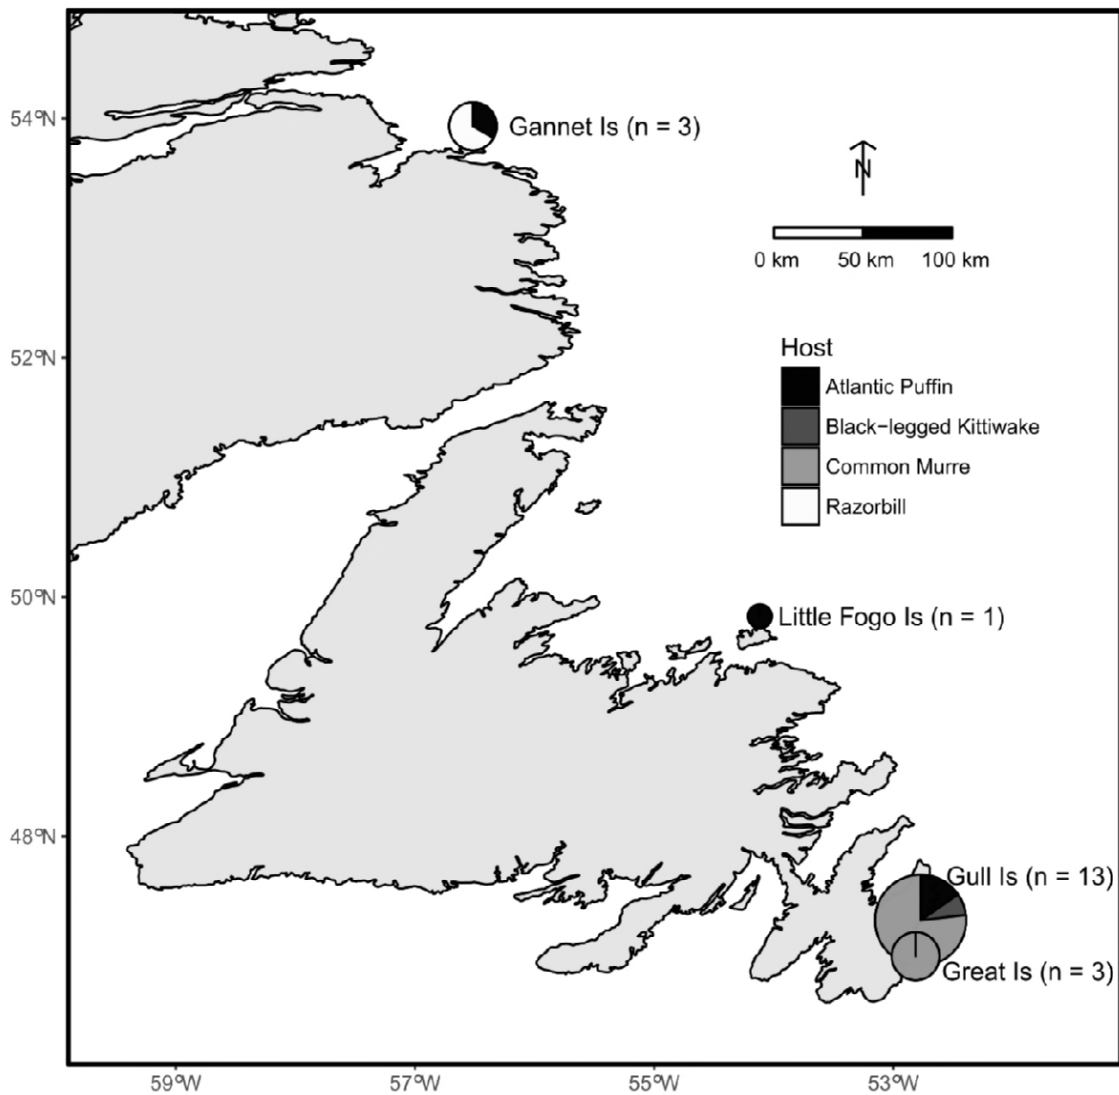 54°N
Gannet Is (n = 3)
N
0 km 50 km 100 km
52°N
Host
Atlantic Puffin
Black-legged Kittiwake
Common Murre
Razorbill
50°N
Little Fogo Is (n = 1)
48°N
Gull Is (n = 13)
Great Is (n = 3)
59°W 57°W 55°W 53°W